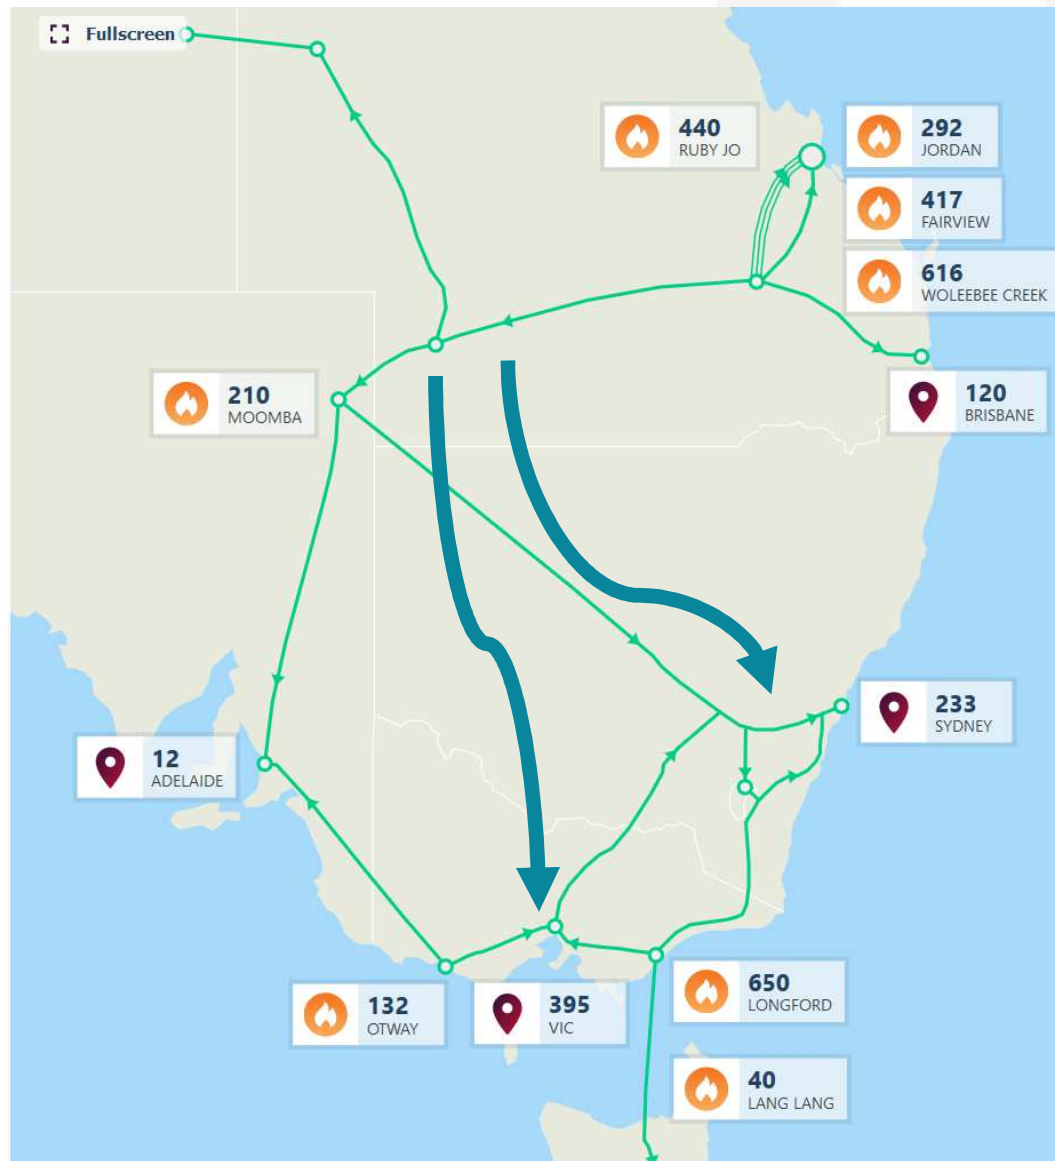 Fullscreen
440
RUBY JO
292
JORDAN
417
FAIRVIEW
616
WOLEEBEE CREEK
210
MOOMBA
120
BRISBANE
233
SYDNEY
12
ADELAIDE
132
OTWAY
395
VIC
650
LONGFORD
40
LANG LANG